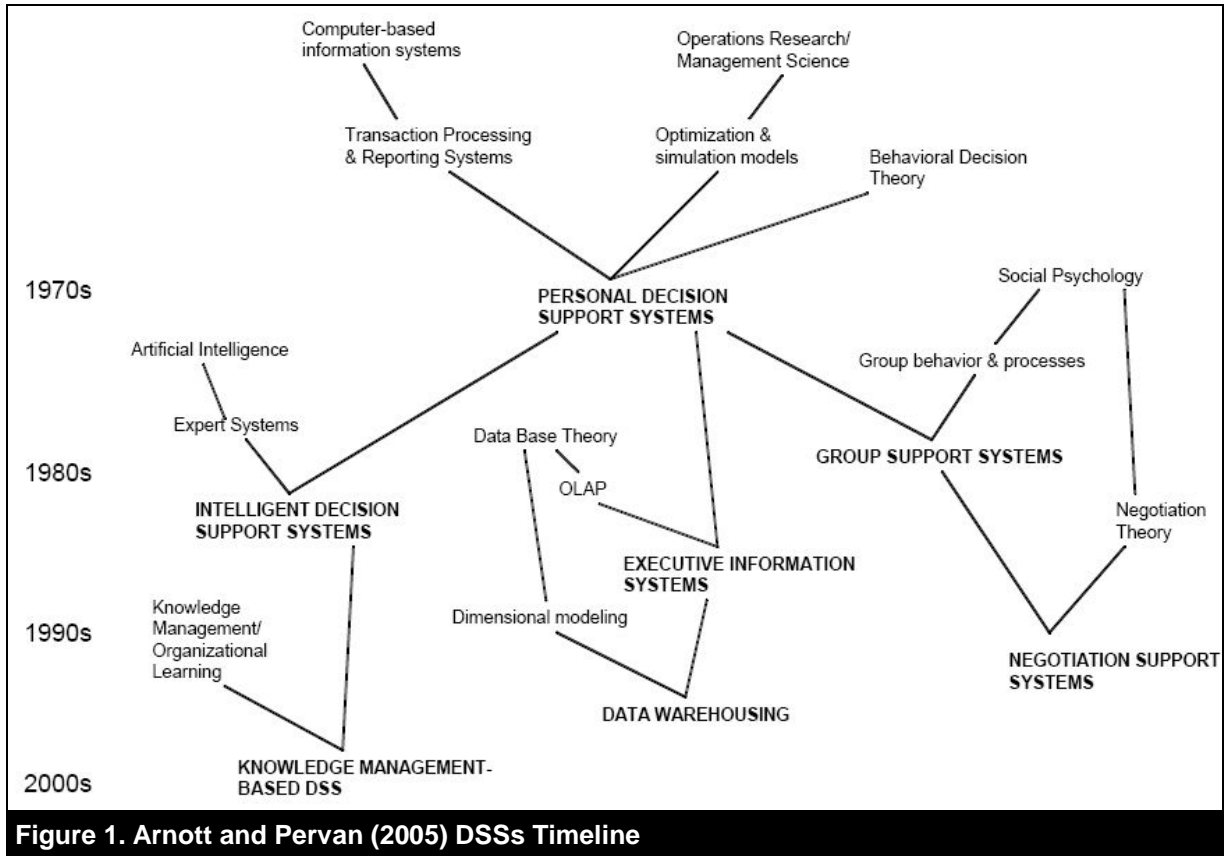 Computer-based
information systems
Operations Research/
Management Science
Transaction Processing
& Reporting Systems
Optimization &
simulation models
Behavioral Decision
Theory
1970s
PERSONAL DECISION
SUPPORT SYSTEMS
Social Psychology
Artificial Intelligence
Group behavior & processes
Expert Systems
Data Base Theory
GROUP SUPPORT SYSTEMS
1980s
OLAP
INTELLIGENT DECISION
SUPPORT SYSTEMS
Negotiation
Theory
EXECUTIVE INFORMATION
SYSTEMS
Knowledge
Management/
Organizational
Learning
Dimensional modeling
1990s
NEGOTIATION SUPPORT
SYSTEMS
DATA WAREHOUSING
KNOWLEDGE MANAGEMENT-
BASED DSS
2000s
Figure 1. Arnott and Pervan (2005) DSSs Timeline